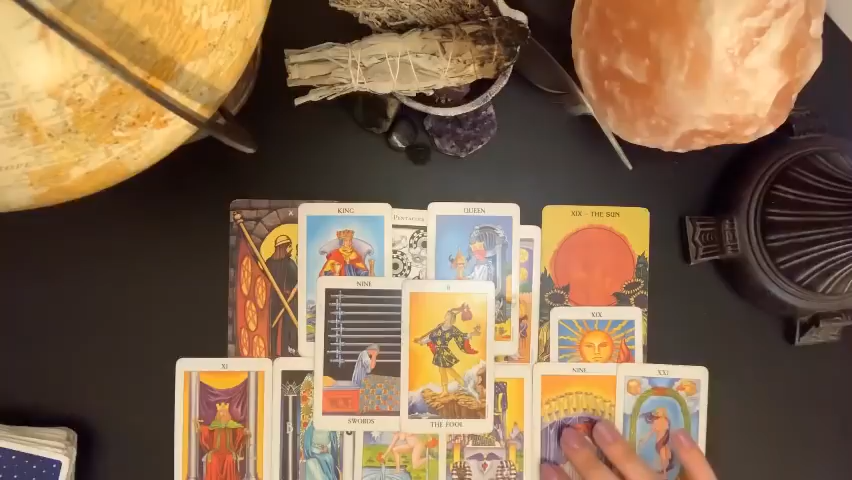 X
KING
PENTACLES
QUEEN
XIX - THE SUN
NINE
0
XIX
XI
NINE
XXI
SWORDS
THE FOOL